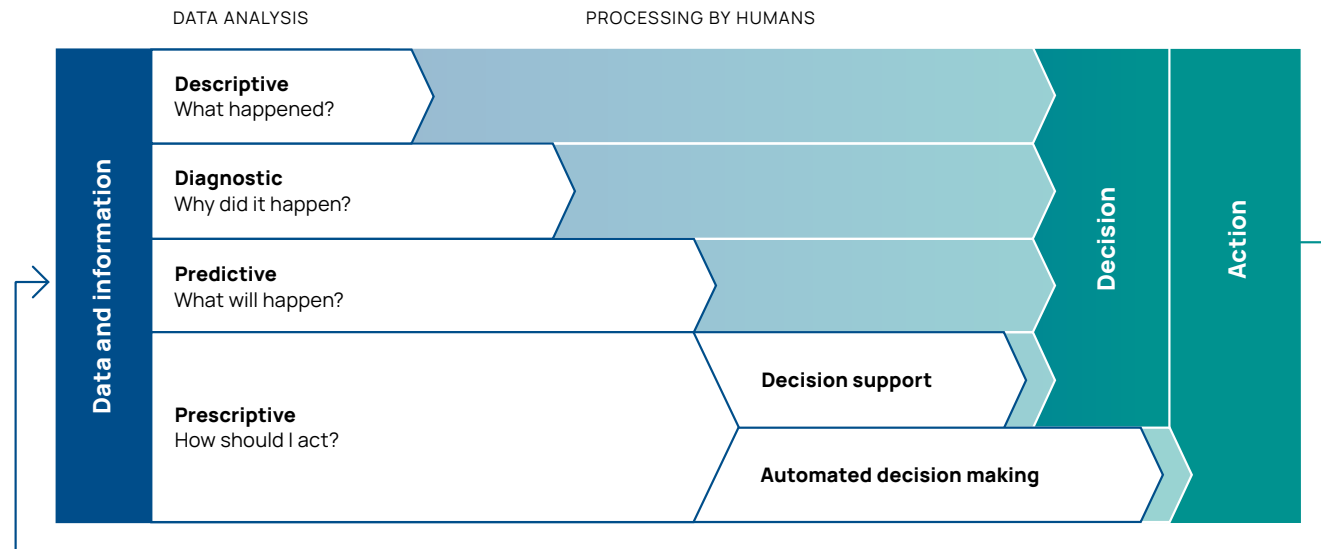 DATA ANALYSIS
PROCESSING BY HUMANS
Data and information
Descriptive
What happened?
Diagnostic
Why did it happen?
Predictive
What will happen?
Prescriptive
How should I act?
Decision support
Automated decision making
Decision
Action